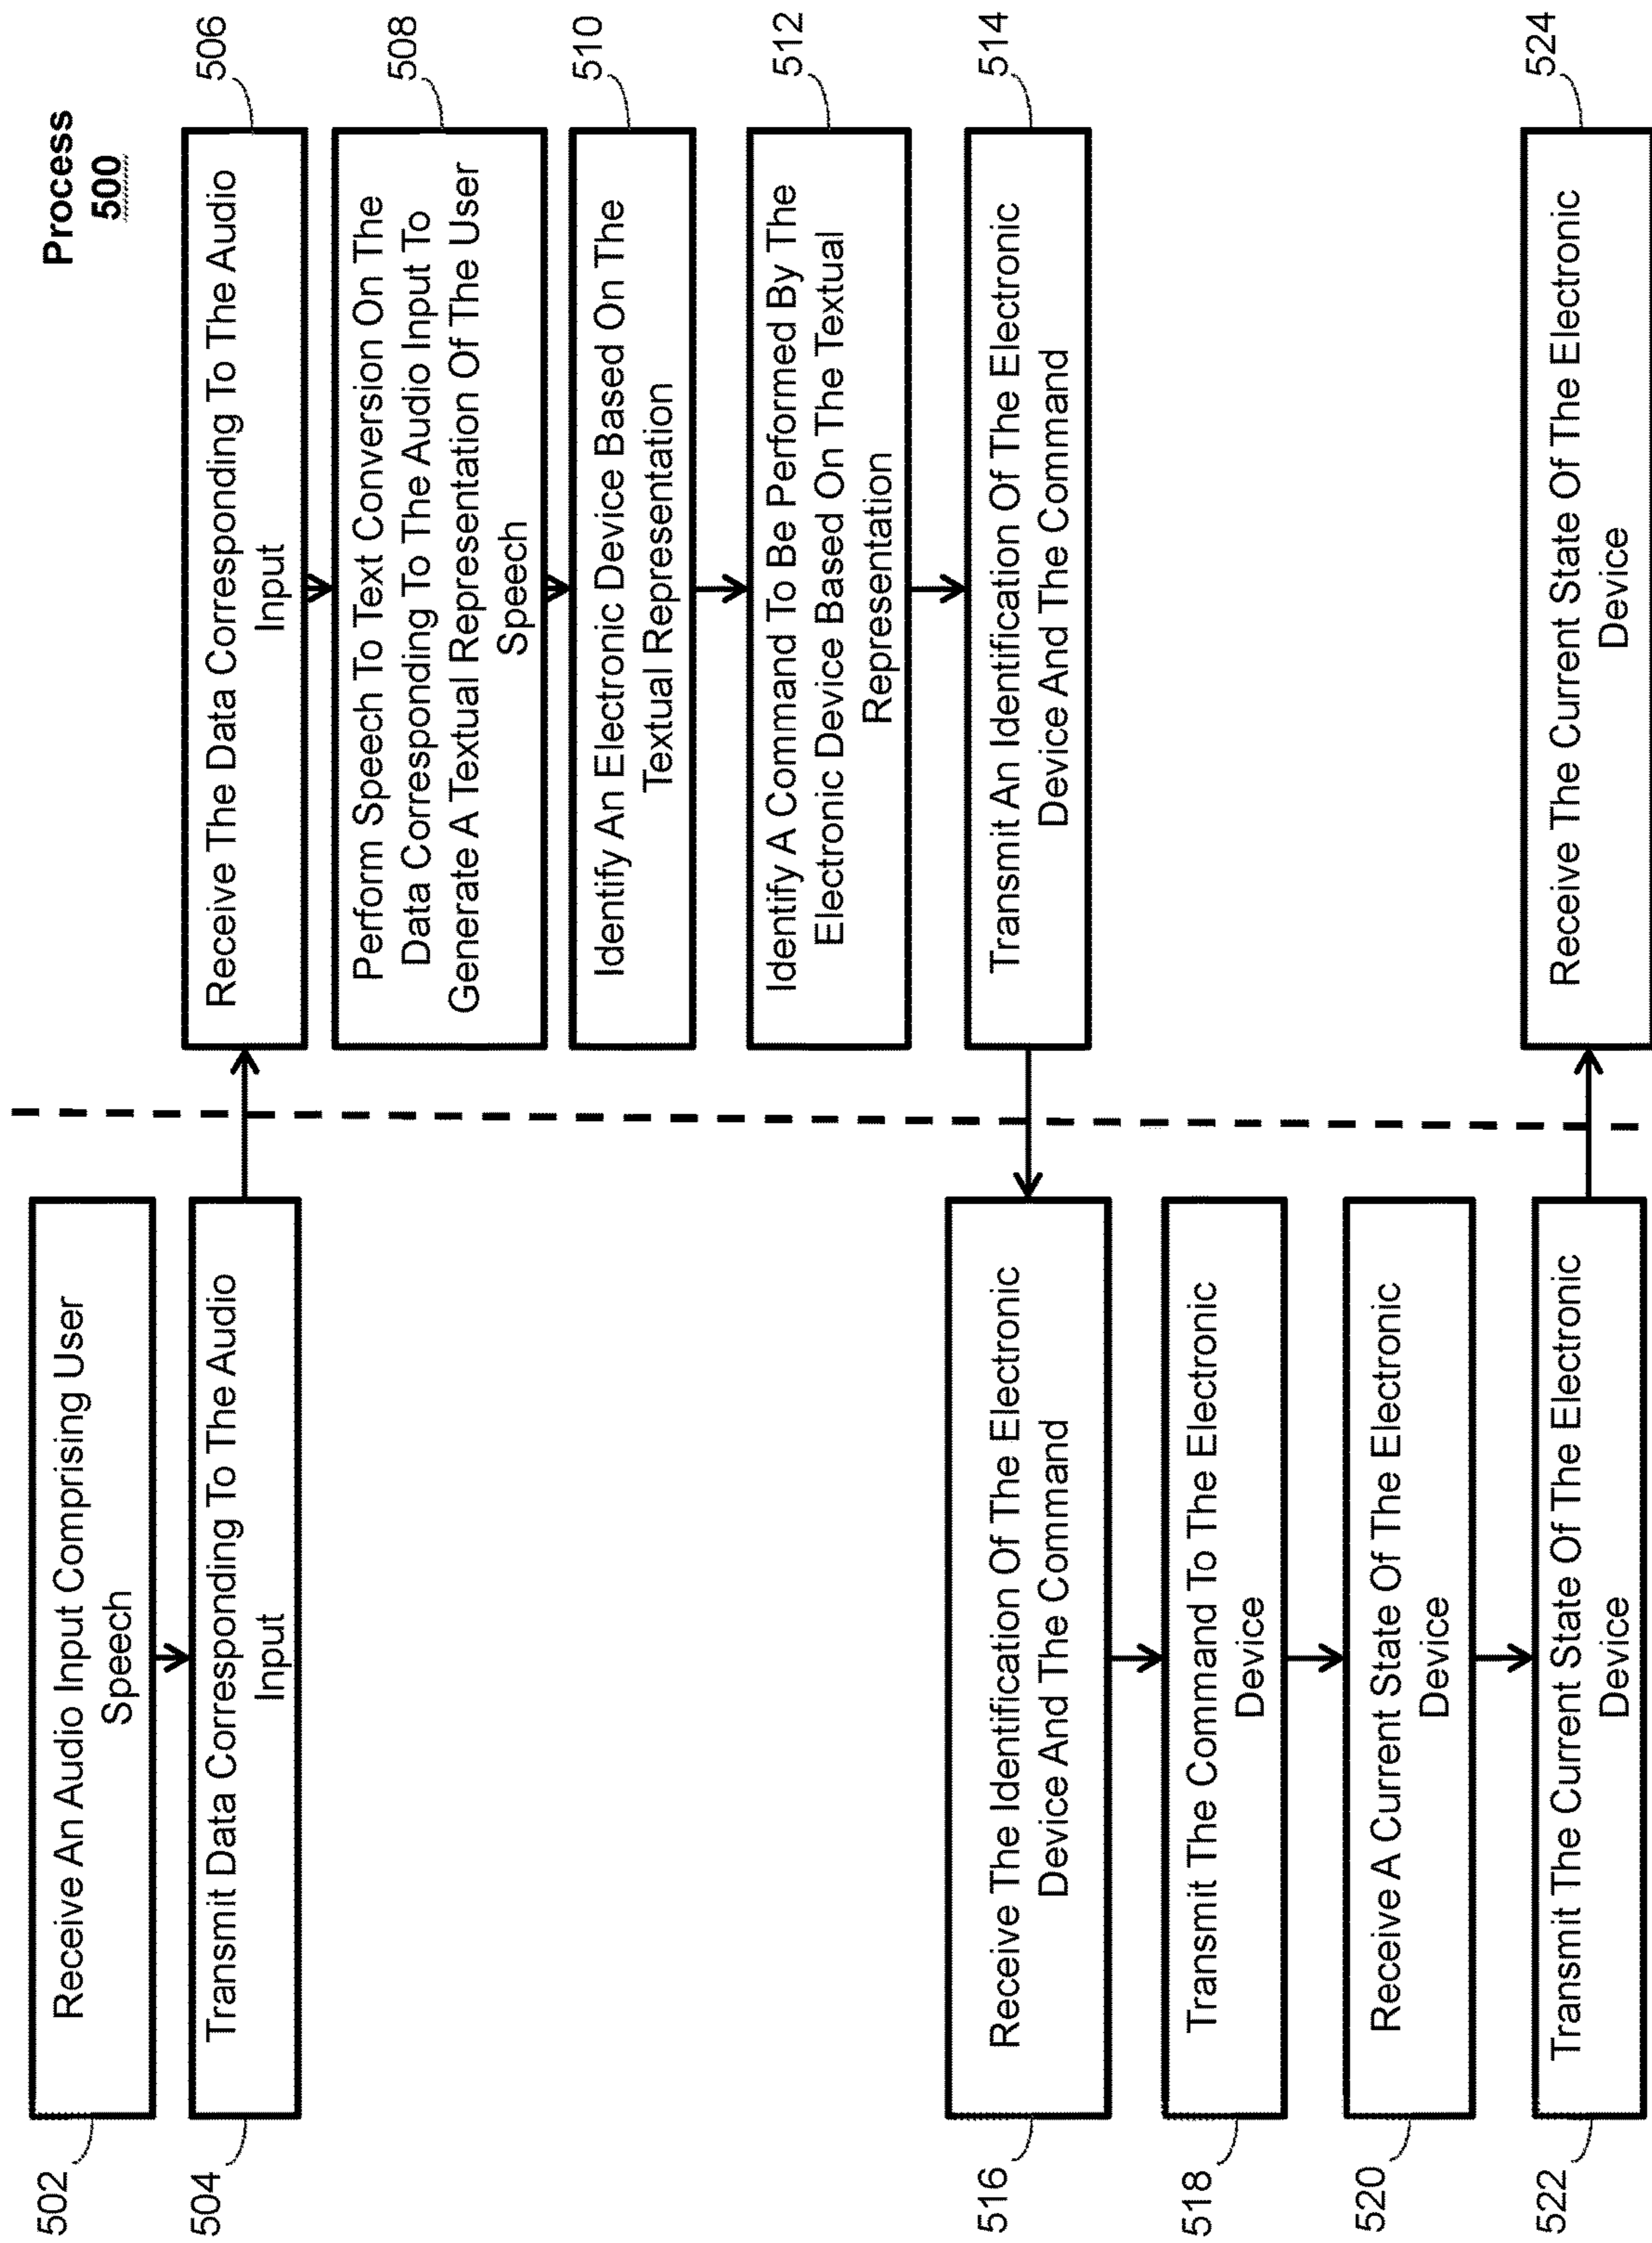 Process
500
502
Receive An Audio Input Comprising User
Speech
504
Transmit Data Corresponding To The Audio
Input
506
Receive The Data Corresponding To The Audio
Input
508
Perform Speech To Text Conversion On The
Data Corresponding To The Audio Input To
Generate A Textual Representation Of The User
Speech
510
Identify An Electronic Device Based On The
Textual Representation
512
Identify A Command To Be Performed By The
Electronic Device Based On The Textual
Representation
514
Transmit An Identification Of The Electronic
Device And The Command
516
Receive The Identification Of The Electronic
Device And The Command
518
Transmit The Command To The Electronic
Device
520
Receive A Current State Of The Electronic
Device
522
Transmit The Current State Of The Electronic
Device
524
Receive The Current State Of The Electronic
Device